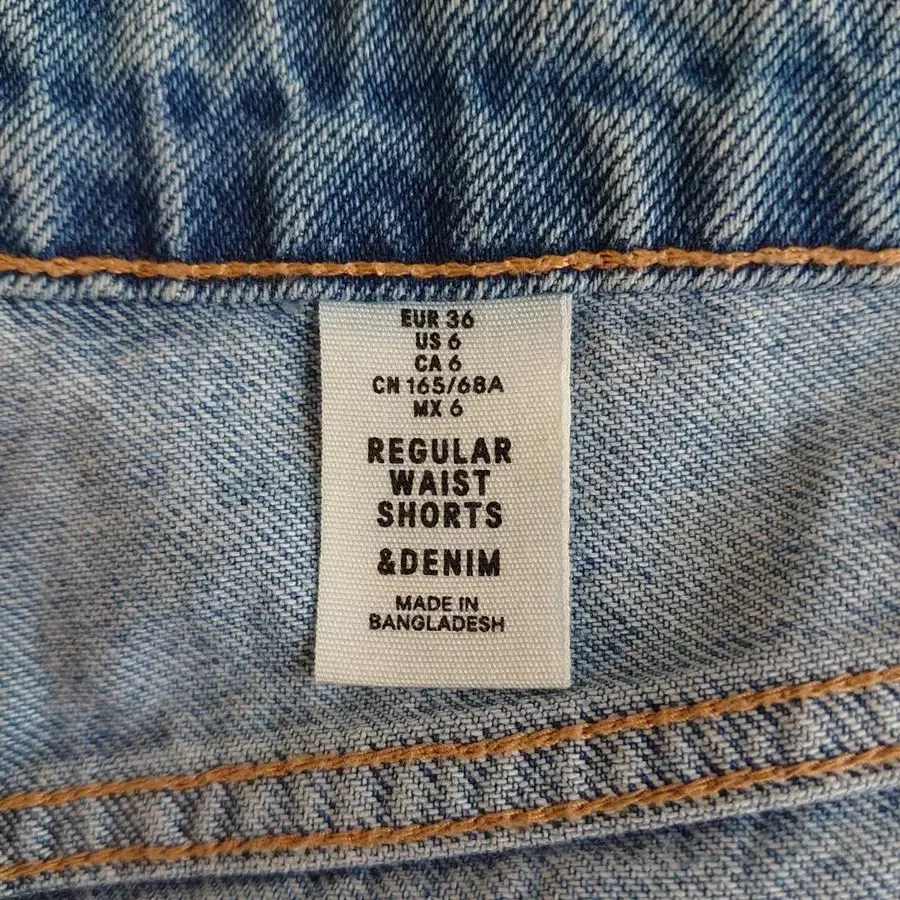 EUR 36
US 6
CA 6
CN 165/68A
MX 6
REGULAR
WAIST
SHORTS
&DENIM
MADE IN
BANGLADESH